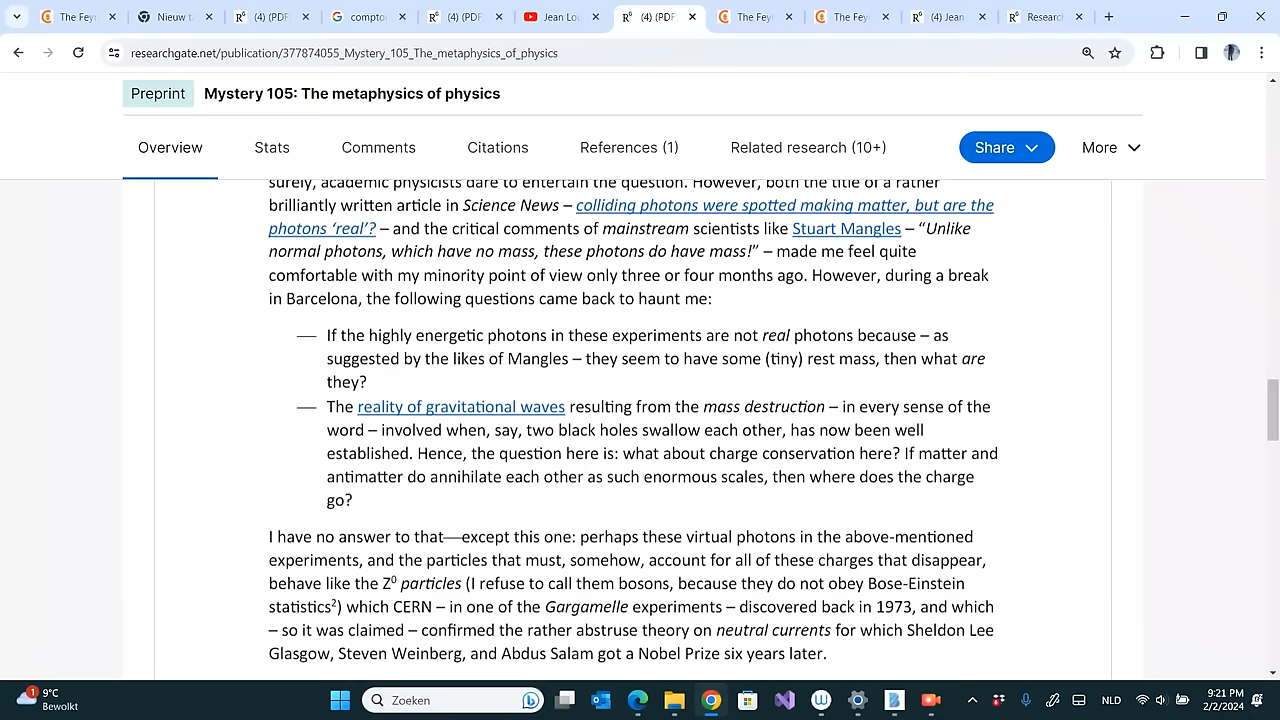 (4) The Fey
Nieuw ta
(4) (PDF
compto
(4) (PDF
Jean Lou
(4) (PDF
The Fey
The Fey
(4) Jean
Researc
researchgate.net/publication/377874055_Mystery_105_The_metaphysics_of_physics
Preprint Mystery 105: The metaphysics of physics
Overview Stats Comments Citations References (1) Related research (10+) Share More
surely, academic physicists dare to entertain the question. However, both the title of a rather
brilliantly written article in Science News – colliding photons were spotted making matter, but are the
photons ‘real’? – and the critical comments of mainstream scientists like Stuart Mangles – “Unlike
normal photons, which have no mass, these photons do have mass!” – made me feel quite
comfortable with my minority point of view only three or four months ago. However, during a break
in Barcelona, the following questions came back to haunt me:
— If the highly energetic photons in these experiments are not real photons because – as
suggested by the likes of Mangles – they seem to have some (tiny) rest mass, then what are
they?
— The reality of gravitational waves resulting from the mass destruction – in every sense of the
word – involved when, say, two black holes swallow each other, has now been well
established. Hence, the question here is: what about charge conservation here? If matter and
antimatter do annihilate each other as such enormous scales, then where does the charge
go?
I have no answer to that—except this one: perhaps these virtual photons in the above-mentioned
experiments, and the particles that must, somehow, account for all of these charges that disappear,
behave like the Z⁰ particles (I refuse to call them bosons, because they do not obey Bose-Einstein
statistics²) which CERN – in one of the Gargamelle experiments – discovered back in 1973, and which
– so it was claimed – confirmed the rather abstruse theory on neutral currents for which Sheldon Lee
Glasgow, Steven Weinberg, and Abdus Salam got a Nobel Prize six years later.
1
9°C
Bewolkt
Zoeken
NLD
9:21 PM
2/2/2024